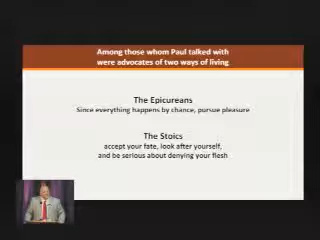 Among those whom Paul talked with
were advocates of two ways of living
The Epicureans
Since everything happens by chance, pursue pleasure
The Stoics
accept your fate, look after yourself,
and be serious about denying your flesh